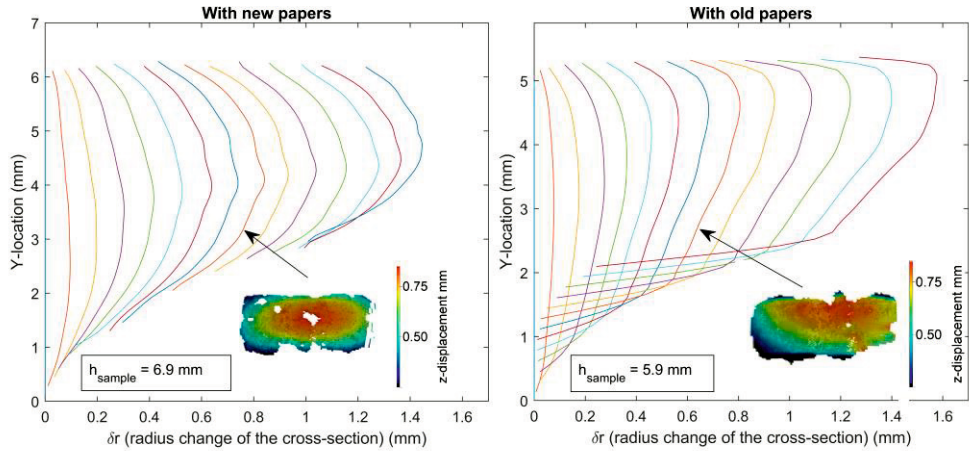 With new papers
7
6
5
4
3
2
1
0
Y-location (mm)
0 0.2 0.4 0.6 0.8 1 1.2 1.4 1.6
δr (radius change of the cross-section) (mm)
h_sample = 6.9 mm
0.75
0.50
z-displacement mm
With old papers
5
4
3
2
1
0
Y-location (mm)
0 0.2 0.4 0.6 0.8 1 1.2 1.4 1.6
δr (radius change of the cross-section) (mm)
h_sample = 5.9 mm
0.75
0.50
z-displacement mm